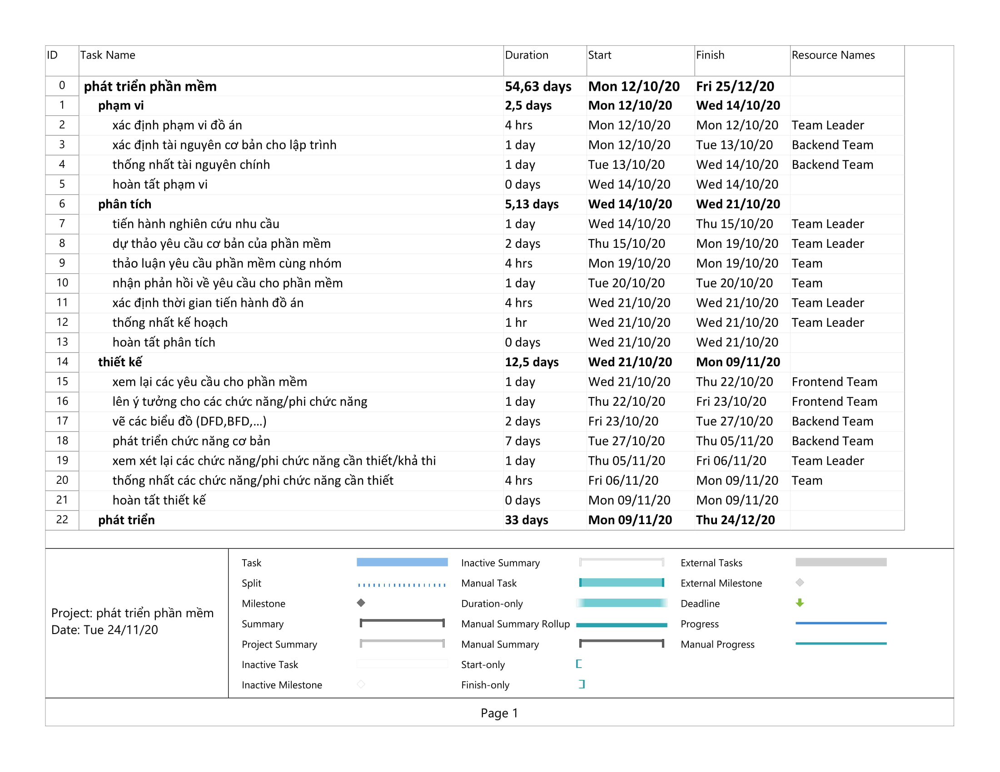 ID Task Name Duration Start Finish Resource Names
0 phát triển phần mềm 54,63 days Mon 12/10/20 Fri 25/12/20
1 phạm vi 2,5 days Mon 12/10/20 Wed 14/10/20
2 xác định phạm vi đồ án 4 hrs Mon 12/10/20 Mon 12/10/20 Team Leader
3 xác định tài nguyên cơ bản cho lập trình 1 day Mon 12/10/20 Tue 13/10/20 Backend Team
4 thống nhất tài nguyên chính 1 day Tue 13/10/20 Wed 14/10/20 Backend Team
5 hoàn tất phạm vi 0 days Wed 14/10/20 Wed 14/10/20
6 phân tích 5,13 days Wed 14/10/20 Wed 21/10/20
7 tiến hành nghiên cứu nhu cầu 1 day Wed 14/10/20 Thu 15/10/20 Team Leader
8 dự thảo yêu cầu cơ bản của phần mềm 2 days Thu 15/10/20 Mon 19/10/20 Team Leader
9 thảo luận yêu cầu phần mềm cùng nhóm 4 hrs Mon 19/10/20 Mon 19/10/20 Team
10 nhận phản hồi về yêu cầu cho phần mềm 1 day Tue 20/10/20 Tue 20/10/20 Team
11 xác định thời gian tiến hành đồ án 4 hrs Wed 21/10/20 Wed 21/10/20 Team Leader
12 thống nhất kế hoạch 1 hr Wed 21/10/20 Wed 21/10/20 Team Leader
13 hoàn tất phân tích 0 days Wed 21/10/20 Wed 21/10/20
14 thiết kế 12,5 days Wed 21/10/20 Mon 09/11/20
15 xem lại các yêu cầu cho phần mềm 1 day Wed 21/10/20 Thu 22/10/20 Frontend Team
16 lên ý tưởng cho các chức năng/phi chức năng 1 day Thu 22/10/20 Fri 23/10/20 Frontend Team
17 vẽ các biểu đồ (DFD,BFD,...) 2 days Fri 23/10/20 Tue 27/10/20 Backend Team
18 phát triển chức năng cơ bản 7 days Tue 27/10/20 Thu 05/11/20 Backend Team
19 xem xét lại các chức năng/phi chức năng cần thiết/khả thi 1 day Thu 05/11/20 Fri 06/11/20 Team Leader
20 thống nhất các chức năng/phi chức năng cần thiết 4 hrs Fri 06/11/20 Mon 09/11/20 Team
21 hoàn tất thiết kế 0 days Mon 09/11/20 Mon 09/11/20
22 phát triển 33 days Mon 09/11/20 Thu 24/12/20
Project: phát triển phần mềm
Date: Tue 24/11/20
Task Inactive Summary External Tasks
Split Manual Task External Milestone
Milestone Duration-only Deadline
Summary Manual Summary Rollup Progress
Project Summary Manual Summary Manual Progress
Inactive Task Start-only
Inactive Milestone Finish-only
Page 1